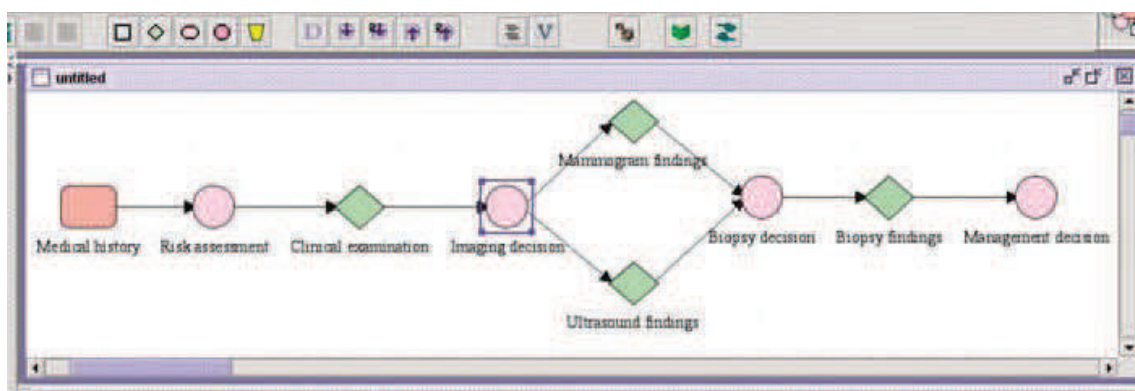 D
V
untitled
Mammogram findings
Medical history
Risk assessment
Clinical examination
Imaging decision
Biopsy decision
Biopsy findings
Management decision
Ultrasound findings